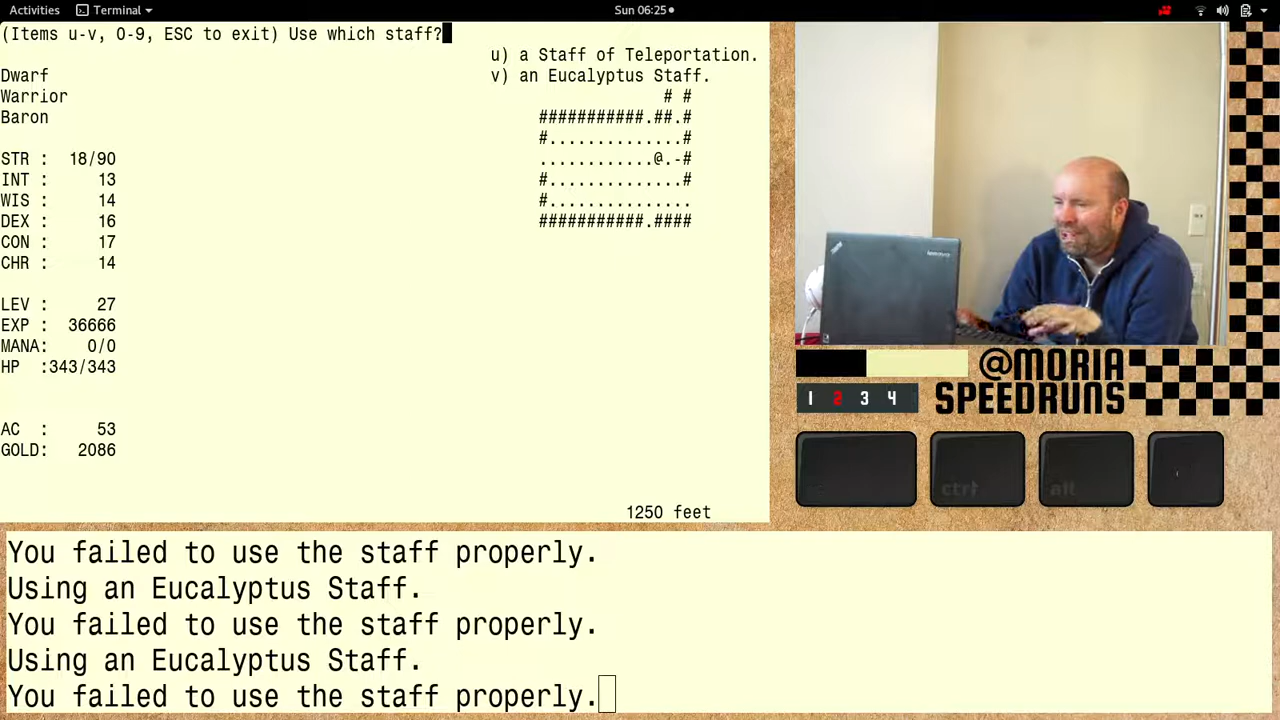 Activities Terminal Sun 06:25
(Items u-v, 0-9, ESC to exit) Use which staff?
u) a Staff of Teleportation.
v) an Eucalyptus Staff.
Dwarf
Warrior
Baron
# #
###########.##.#
#..............#
............@.-#
#..............#
#...............
###########.####
STR : 18/90
INT : 13
WIS : 14
DEX : 16
CON : 17
CHR : 14
LEV : 27
EXP : 36666
MANA: 0/0
HP :343/343
AC : 53
GOLD: 2086
1250 feet
lenovo
@MORIA
SPEEDRUNS
1 2 3 4
ctrl alt
You failed to use the staff properly.
Using an Eucalyptus Staff.
You failed to use the staff properly.
Using an Eucalyptus Staff.
You failed to use the staff properly.